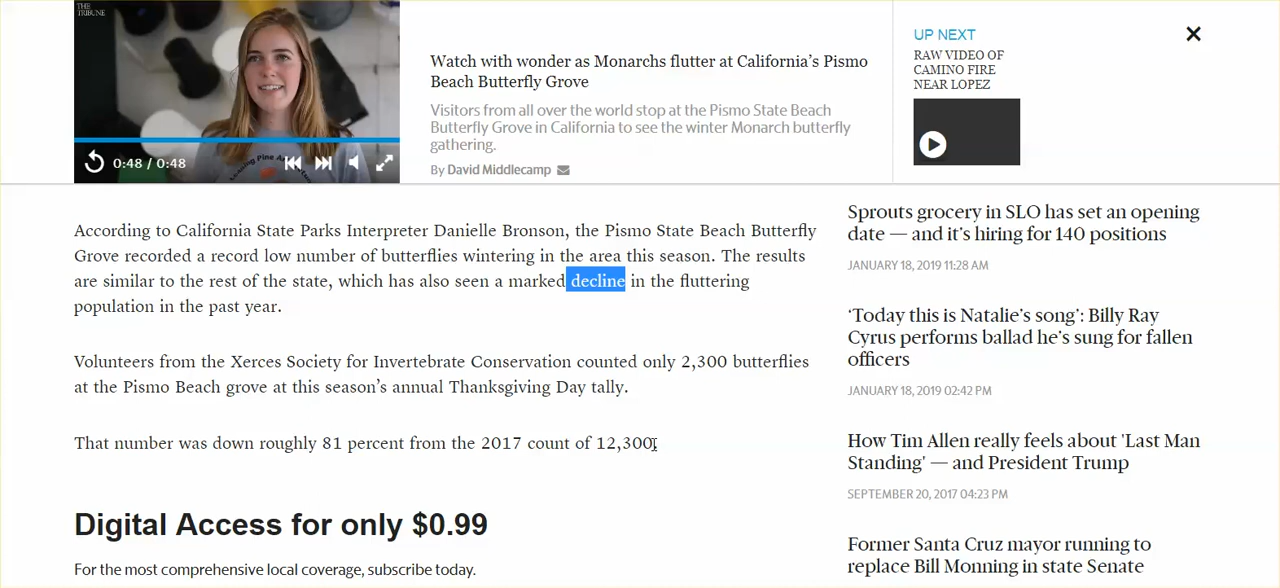 THE
TRIBUNE
0:48 / 0:48
Watch with wonder as Monarchs flutter at California's Pismo
Beach Butterfly Grove
Visitors from all over the world stop at the Pismo State Beach
Butterfly Grove in California to see the winter Monarch butterfly
gathering.
By David Middlecamp
UP NEXT
RAW VIDEO OF
CAMINO FIRE
NEAR LOPEZ
According to California State Parks Interpreter Danielle Bronson, the Pismo State Beach Butterfly
Grove recorded a record low number of butterflies wintering in the area this season. The results
are similar to the rest of the state, which has also seen a marked decline in the fluttering
population in the past year.
Volunteers from the Xerces Society for Invertebrate Conservation counted only 2,300 butterflies
at the Pismo Beach grove at this season's annual Thanksgiving Day tally.
That number was down roughly 81 percent from the 2017 count of 12,300.
Digital Access for only $0.99
For the most comprehensive local coverage, subscribe today.
Sprouts grocery in SLO has set an opening
date — and it's hiring for 140 positions
JANUARY 18, 2019 11:28 AM
‘Today this is Natalie's song’: Billy Ray
Cyrus performs ballad he's sung for fallen
officers
JANUARY 18, 2019 02:42 PM
How Tim Allen really feels about 'Last Man
Standing' — and President Trump
SEPTEMBER 20, 2017 04:23 PM
Former Santa Cruz mayor running to
replace Bill Monning in state Senate